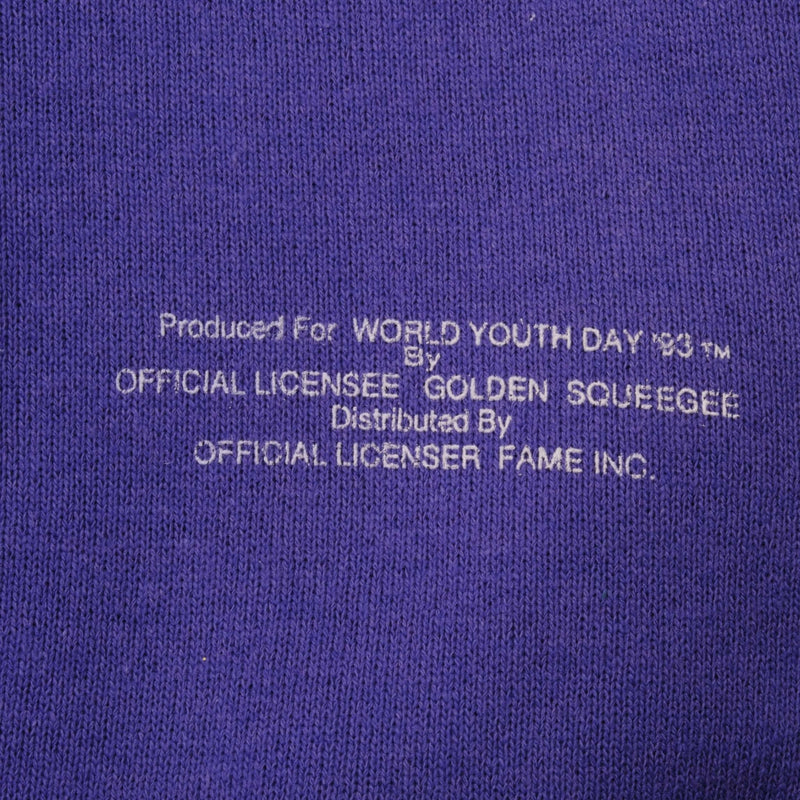 Produced For WORLD YOUTH DAY '93 ™
By
OFFICIAL LICENSEE GOLDEN SQUEEGEE
Distributed By
OFFICIAL LICENSER FAME INC.